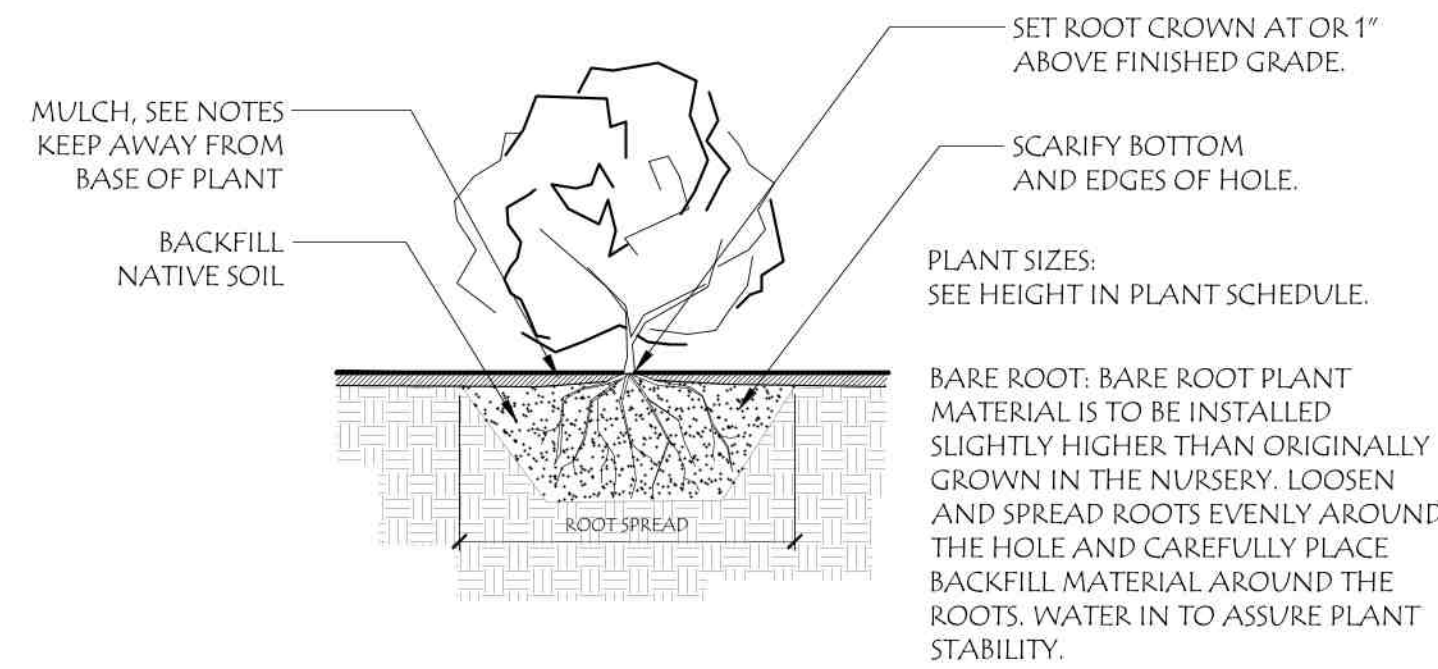 MULCH, SEE NOTES
KEEP AWAY FROM
BASE OF PLANT
BACKFILL
NATIVE SOIL
SET ROOT CROWN AT OR 1"
ABOVE FINISHED GRADE.
SCARIFY BOTTOM
AND EDGES OF HOLE.
PLANT SIZES:
SEE HEIGHT IN PLANT SCHEDULE.
BARE ROOT: BARE ROOT PLANT
MATERIAL IS TO BE INSTALLED
SLIGHTLY HIGHER THAN ORIGINALLY
GROWN IN THE NURSERY. LOOSEN
AND SPREAD ROOTS EVENLY AROUND
THE HOLE AND CAREFULLY PLACE
BACKFILL MATERIAL AROUND THE
ROOTS. WATER IN TO ASSURE PLANT
STABILITY.
ROOT SPREAD